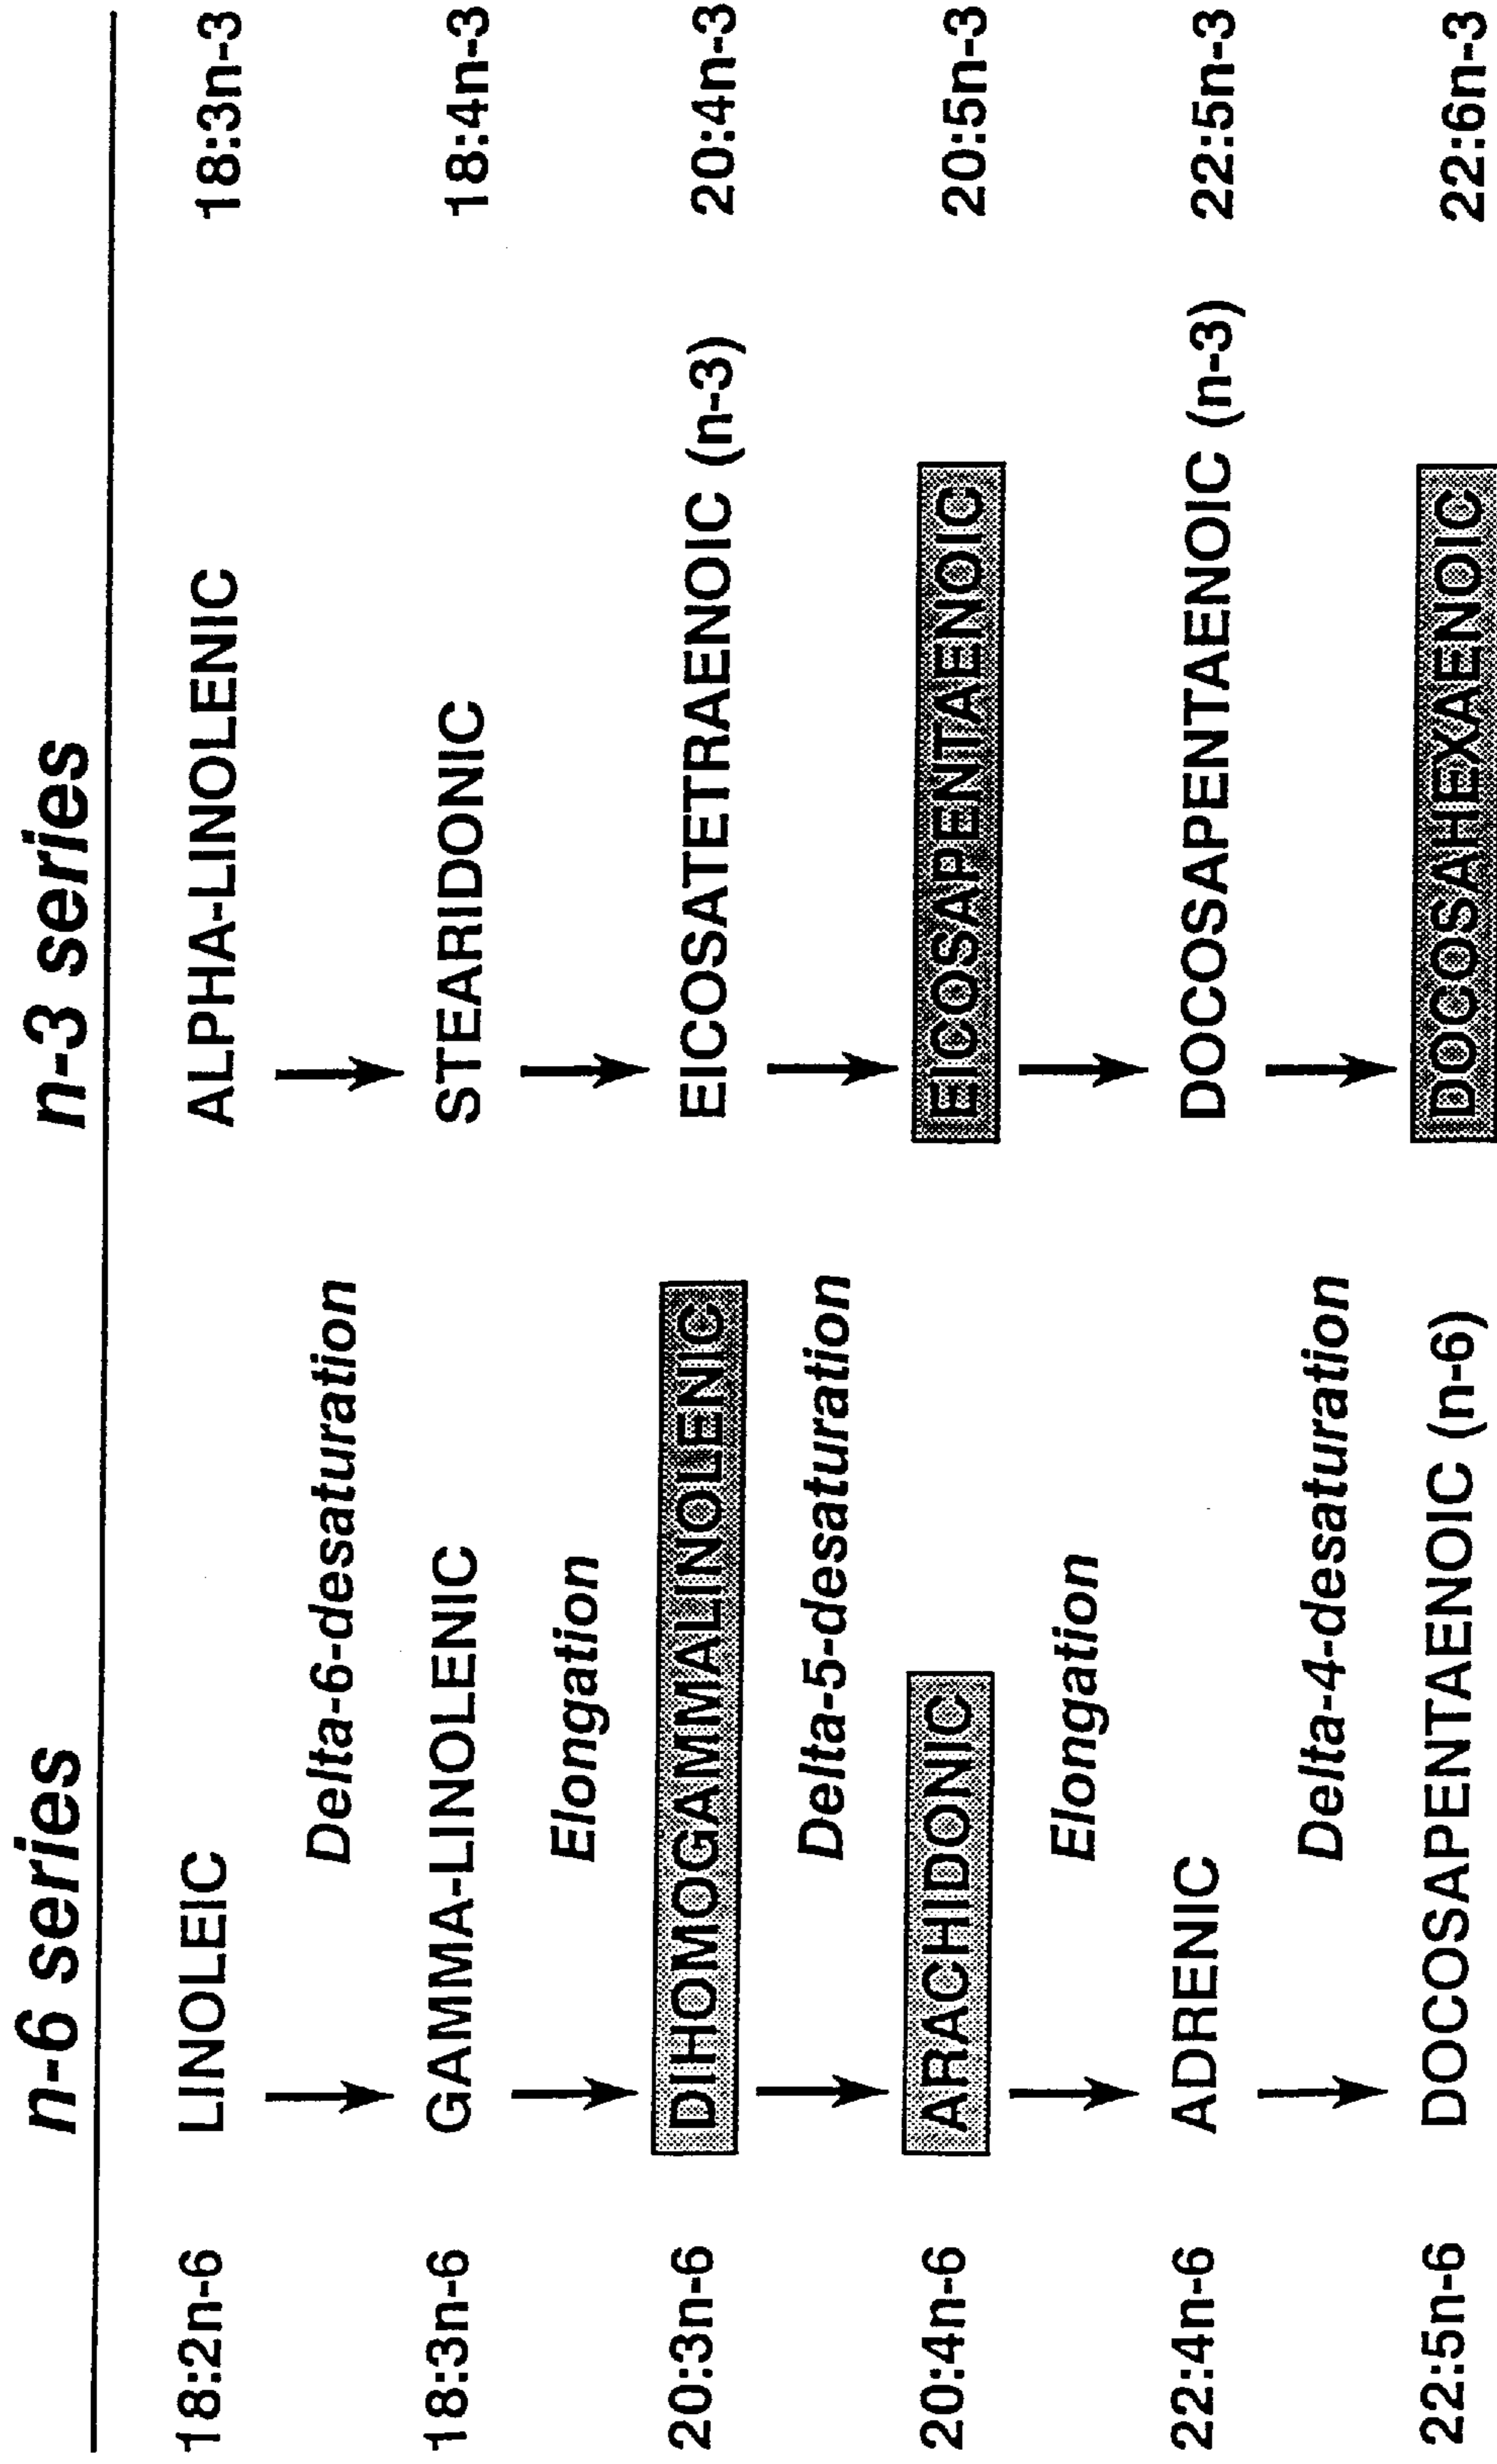 n-6 series n-3 series
18:2n-6 LINOLEIC ALPHA-LINOLENIC 18:3n-3
Delta-6-desaturation
18:3n-6 GAMMA-LINOLENIC STEARIDONIC 18:4n-3
Elongation
20:3n-6 DIHOMOGAMMALINOLENIC EICOSATETRAENOIC (n-3) 20:4n-3
Delta-5-desaturation
20:4n-6 ARACHIDONIC EICOSAPENTAENOIC 20:5n-3
Elongation
22:4n-6 ADRENIC DOCOSAPENTAENOIC (n-3) 22:5n-3
Delta-4-desaturation
22:5n-6 DOCOSAPENTAENOIC (n-6) DOCOSAHEXAENOIC 22:6n-3